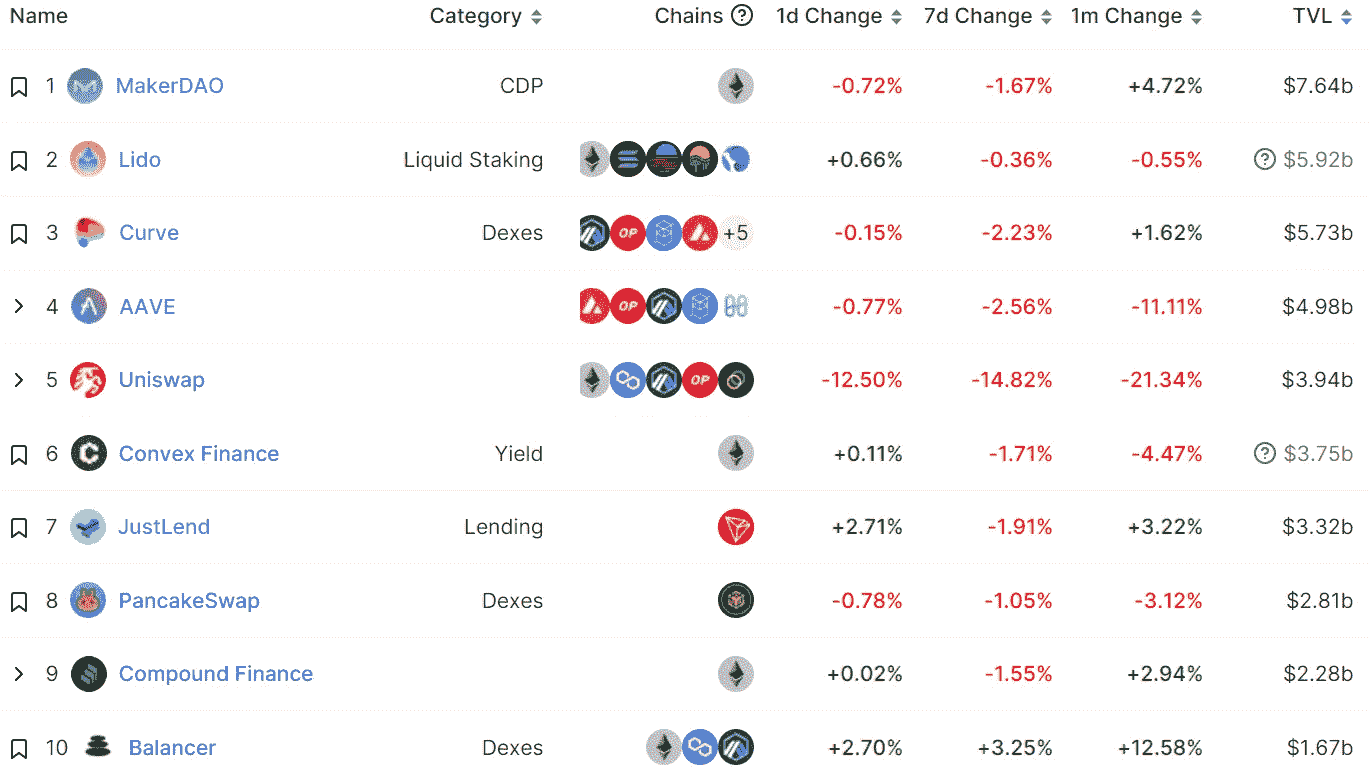 Name Category Chains ? 1d Change 7d Change 1m Change TVL
1 MakerDAO CDP -0.72% -1.67% +4.72% $7.64b
2 Lido Liquid Staking +0.66% -0.36% -0.55% ? $5.92b
3 Curve Dexes OP +5 -0.15% -2.23% +1.62% $5.73b
4 AAVE OP -0.77% -2.56% -11.11% $4.98b
5 Uniswap OP -12.50% -14.82% -21.34% $3.94b
6 Convex Finance Yield +0.11% -1.71% -4.47% ? $3.75b
7 JustLend Lending +2.71% -1.91% +3.22% $3.32b
8 PancakeSwap Dexes -0.78% -1.05% -3.12% $2.81b
9 Compound Finance +0.02% -1.55% +2.94% $2.28b
10 Balancer Dexes +2.70% +3.25% +12.58% $1.67b